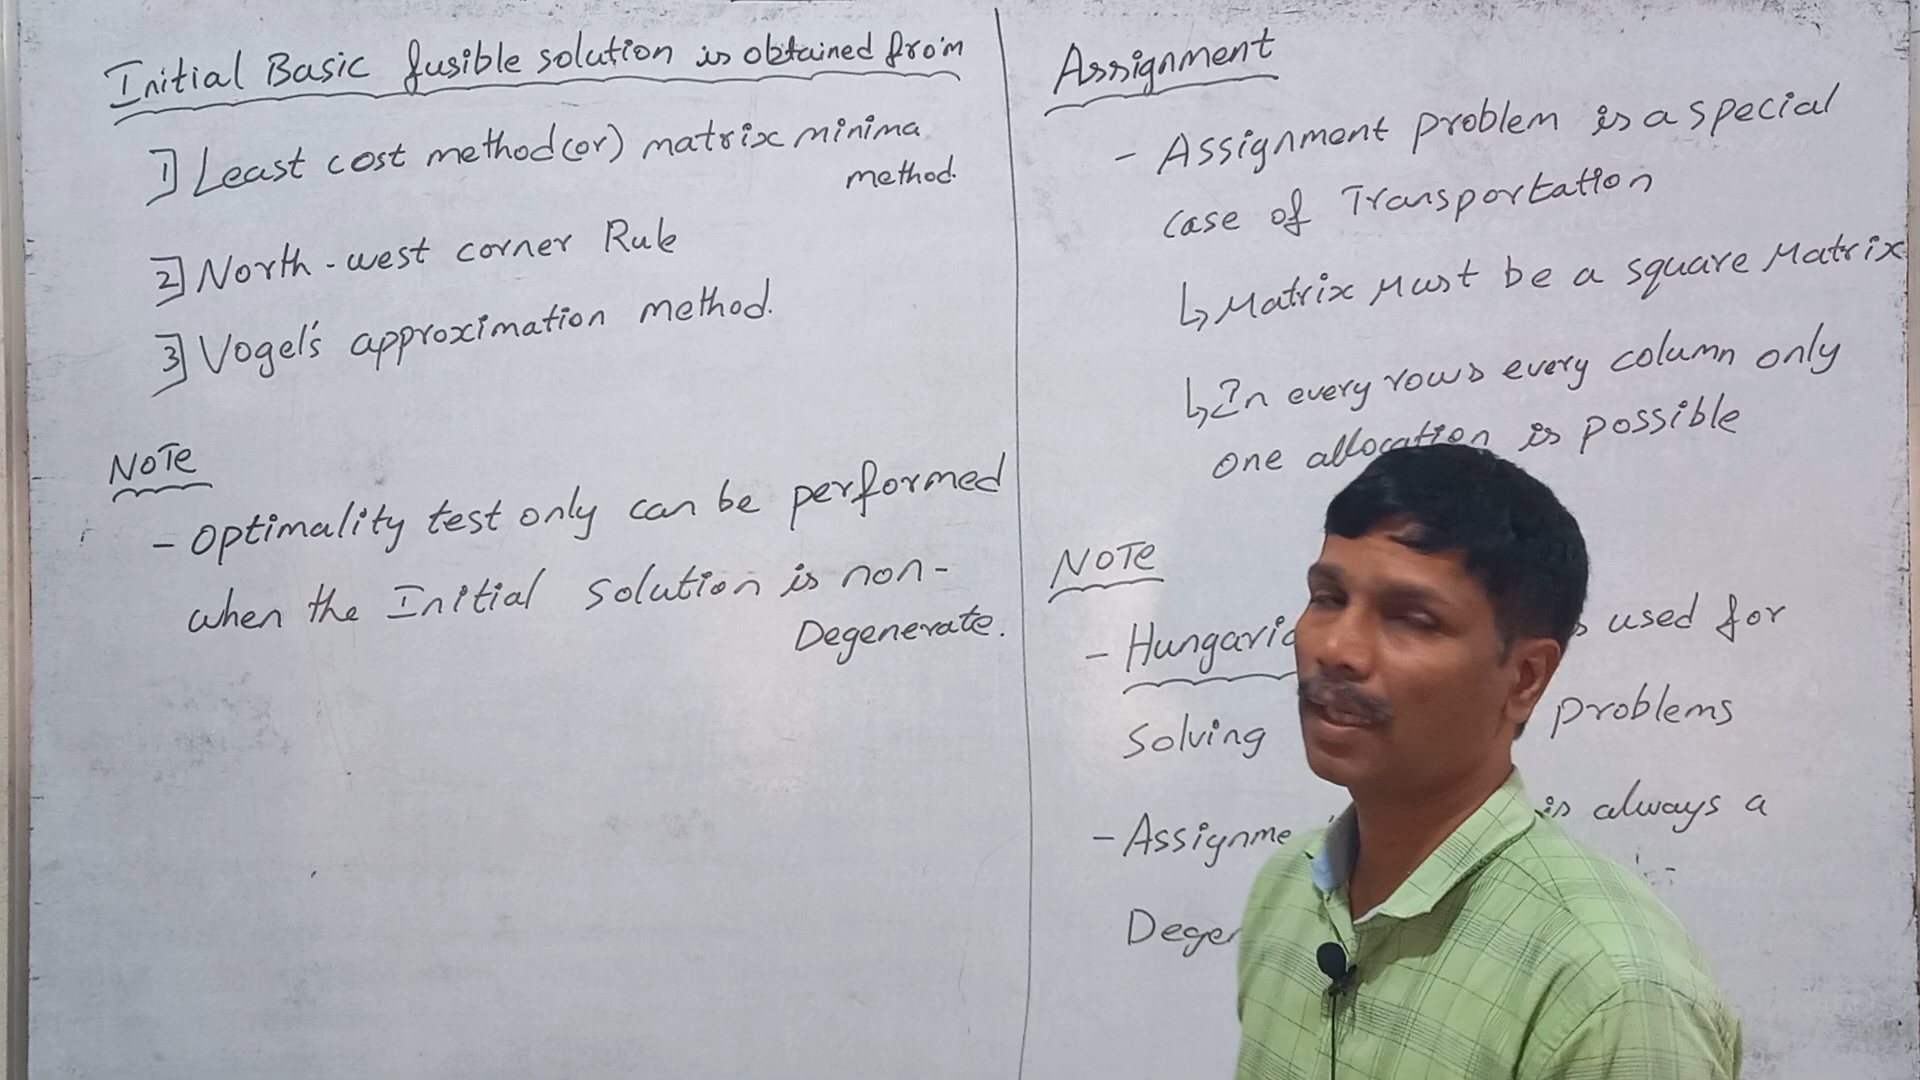 Initial Basic fusible solution is obtained from
1] Least cost method (or) matrix minima
method.
2] North-west corner Rule
3] Vogel's approximation method.
NOTE
- Optimality test only can be performed
when the Initial solution is non-
Degenerate.
Assignment
- Assignment problem is a special
case of Transportation
↳ Matrix Must be a square Matrix
↳ In every rows every column only
one allocation is possible
NOTE
- Hungaria used for
Solving problems
- Assignme is always a
Degen